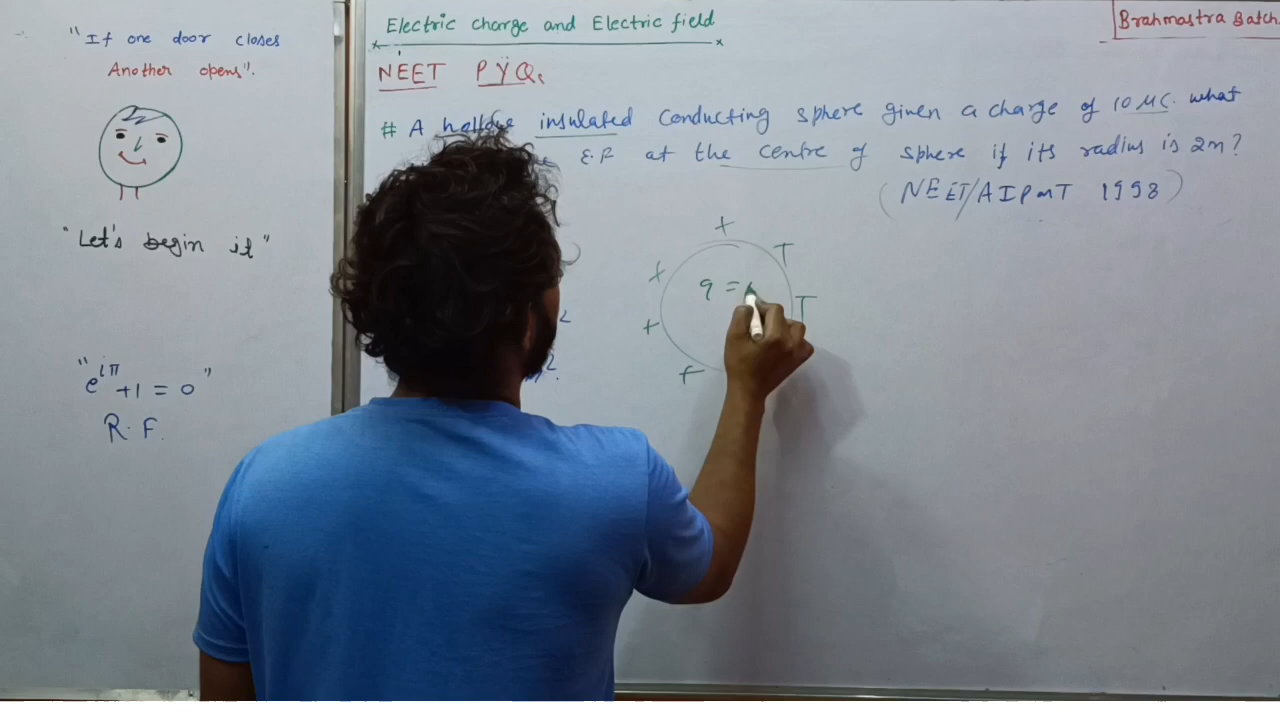 "If one door closes
Another opens".
"Let's begin it"
"e^iπ +1 = 0"
R. F.
Electric charge and Electric field
Brahmastra Batch
NEET PYQs
# A hollow insulated conducting sphere given a charge of 10 μC. what
E.F at the centre of sphere if its radius is 2m?
(NEET/AIPMT 1998)
+ + + + + + +
q =